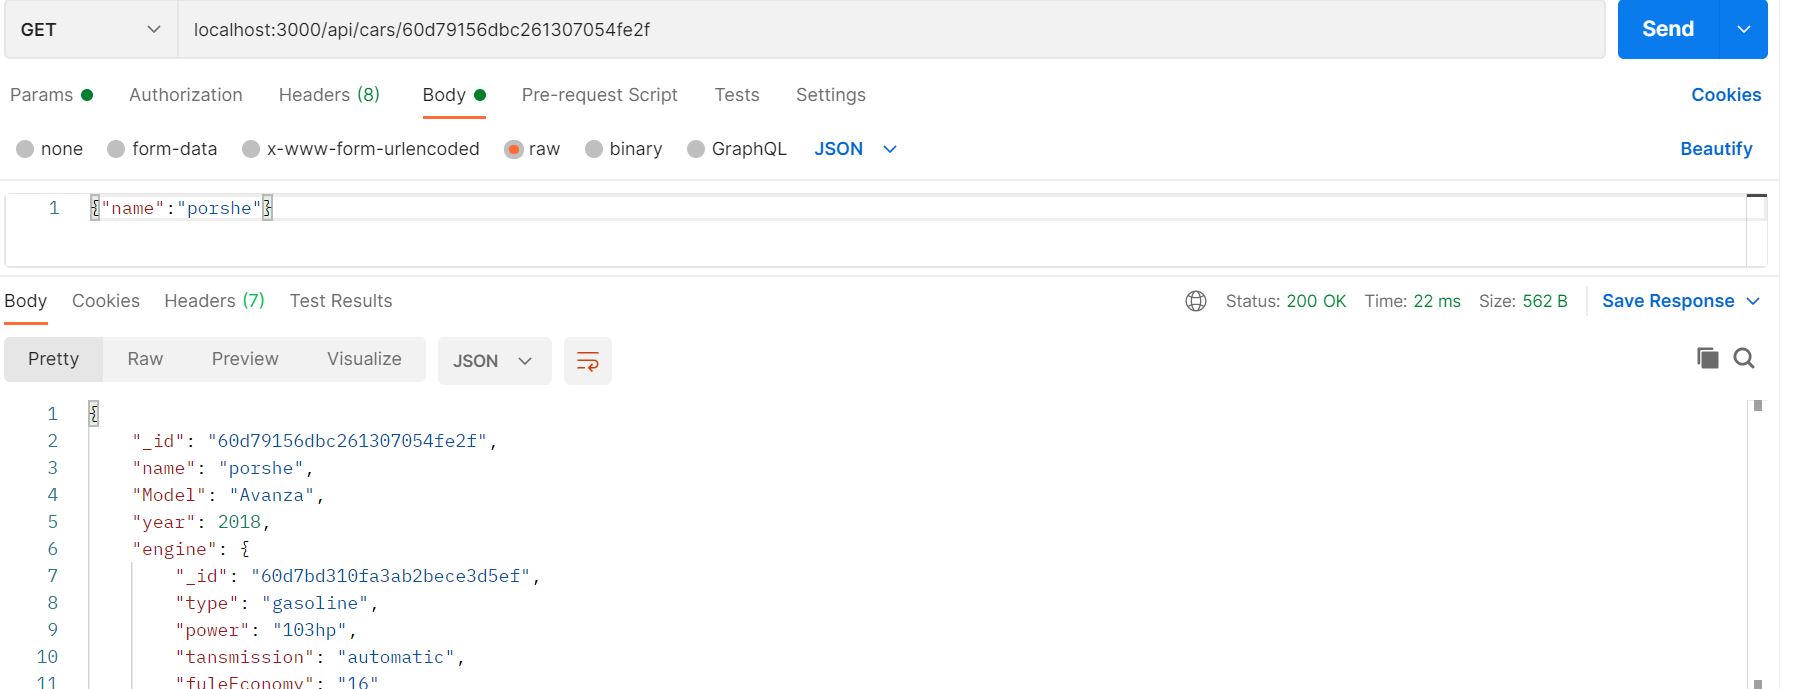 GET localhost:3000/api/cars/60d79156dbc261307054fe2f Send
Params Authorization Headers (8) Body Pre-request Script Tests Settings Cookies
none form-data x-www-form-urlencoded raw binary GraphQL JSON Beautify
1 {"name":"porshe"}
Body Cookies Headers (7) Test Results Status: 200 OK Time: 22 ms Size: 562 B Save Response
Pretty Raw Preview Visualize JSON
1 {
2 "_id": "60d79156dbc261307054fe2f",
3 "name": "porshe",
4 "Model": "Avanza",
5 "year": 2018,
6 "engine": {
7 "_id": "60d7bd310fa3ab2bece3d5ef",
8 "type": "gasoline",
9 "power": "103hp",
10 "tansmission": "automatic",
11 "fuleEconomy": "16"